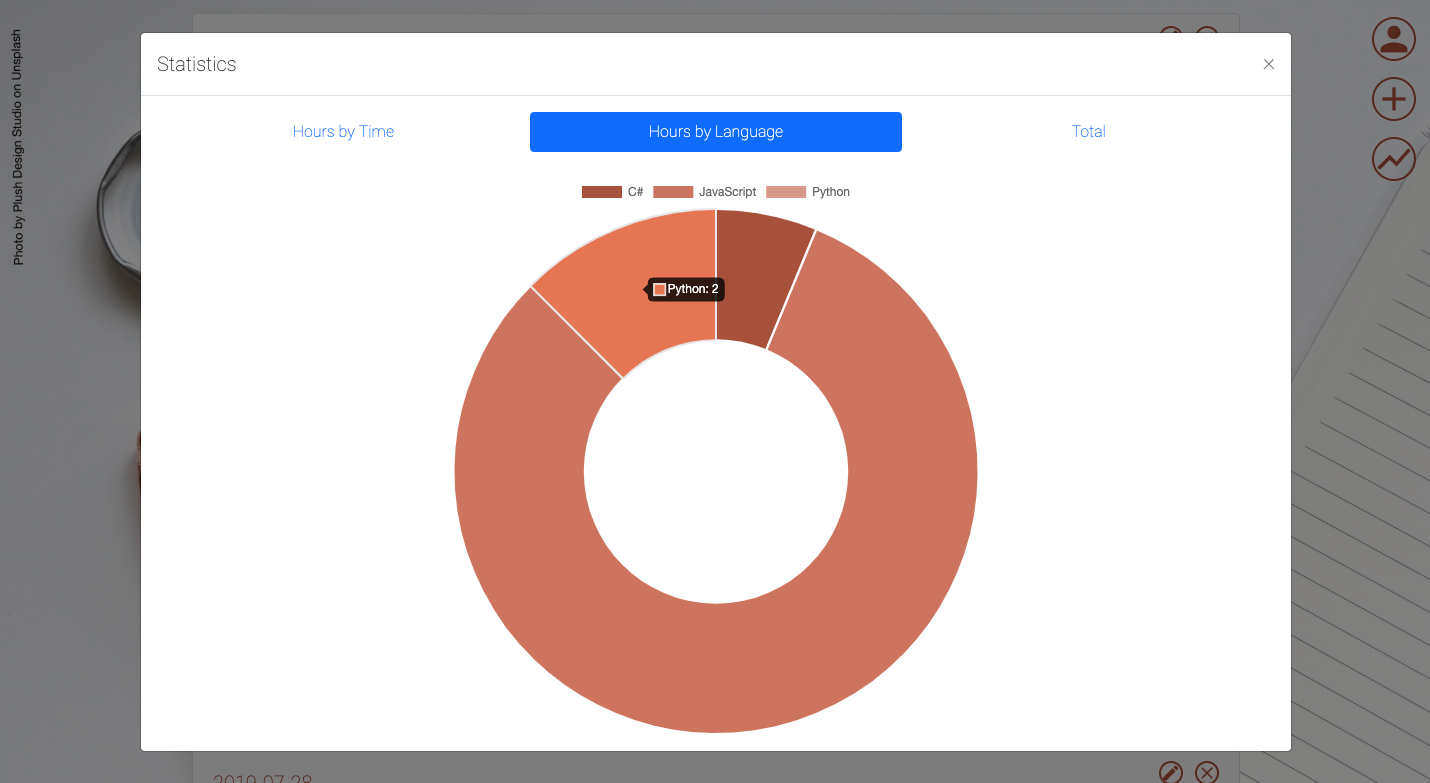 Photo by Plush Design Studio on Unsplash
Statistics
Hours by Time
Hours by Language
Total
C#
JavaScript
Python
Python: 2
2019-07-28